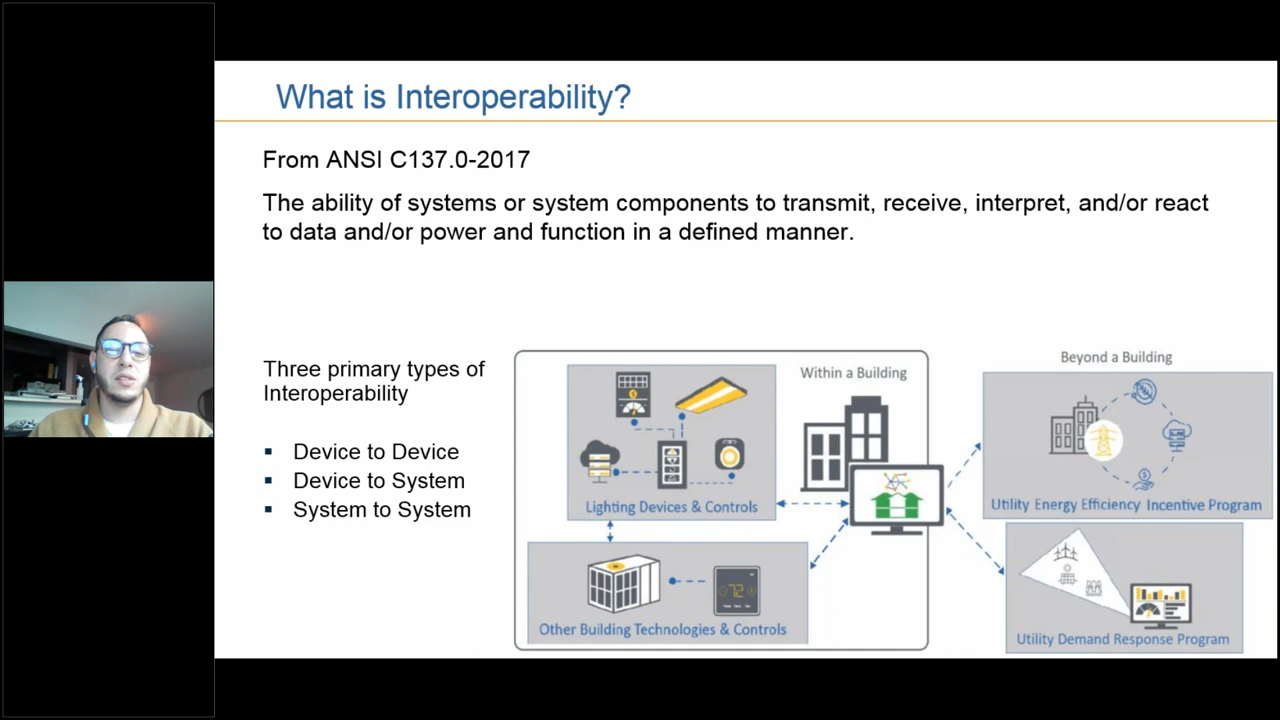 What is Interoperability?
From ANSI C137.0-2017
The ability of systems or system components to transmit, receive, interpret, and/or react
to data and/or power and function in a defined manner.
Three primary types of
Interoperability
▪ Device to Device
▪ Device to System
▪ System to System
Within a Building
Beyond a Building
Lighting Devices & Controls
Utility Energy Efficiency Incentive Program
72
Other Building Technologies & Controls
Utility Demand Response Program